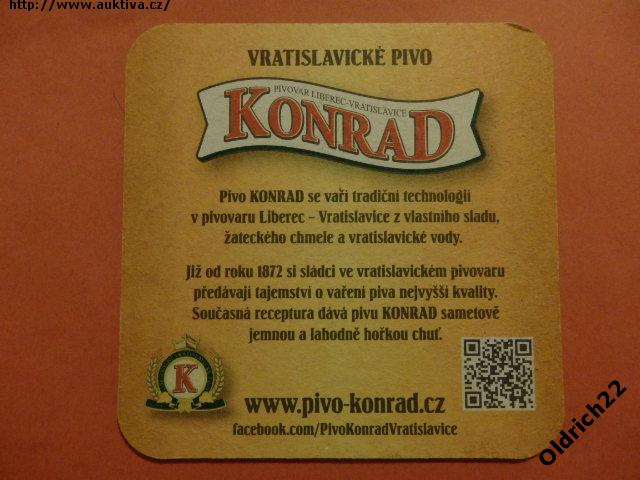 http://www.auktiva.cz/
VRATISLAVICKÉ PIVO
PIVOVAR LIBEREC-VRATISLAVICE
KONRAD
Pivo KONRAD se vaří tradiční technologií
v pivovaru Liberec – Vratislavice z vlastního sladu,
žateckého chmele a vratislavické vody.
Již od roku 1872 si sládci ve vratislavickém pivovaru
předávají tajemství o vaření piva nejvyšší kvality.
Současná receptura dává pivu KONRAD sametově
jemnou a lahodně hořkou chuť.
K
www.pivo-konrad.cz
facebook.com/PivoKonradVratislavice
Oldrich22